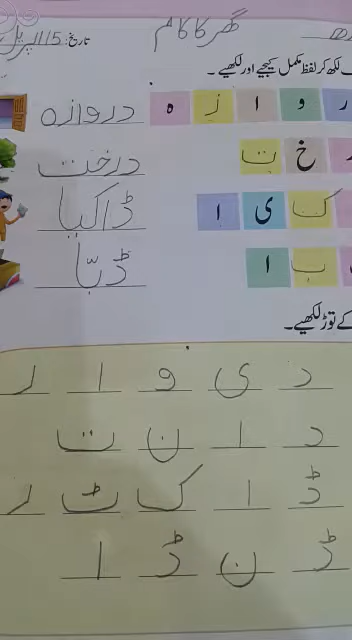 گھر کا کام
تاریخ: 15 اپریل
لکھ کر لفظ مکمل کیجیے اور لکھیے۔
ر و ا ز ہ دروازہ
خ ت درخت
ک ی ا ڈاکیا
ب ا ڈبّا
کے توڑ لکھیے۔
د ی و ا ر
د ا ن ت
ڈ ا ک ٹ ر
ڈ ن ڈ ا